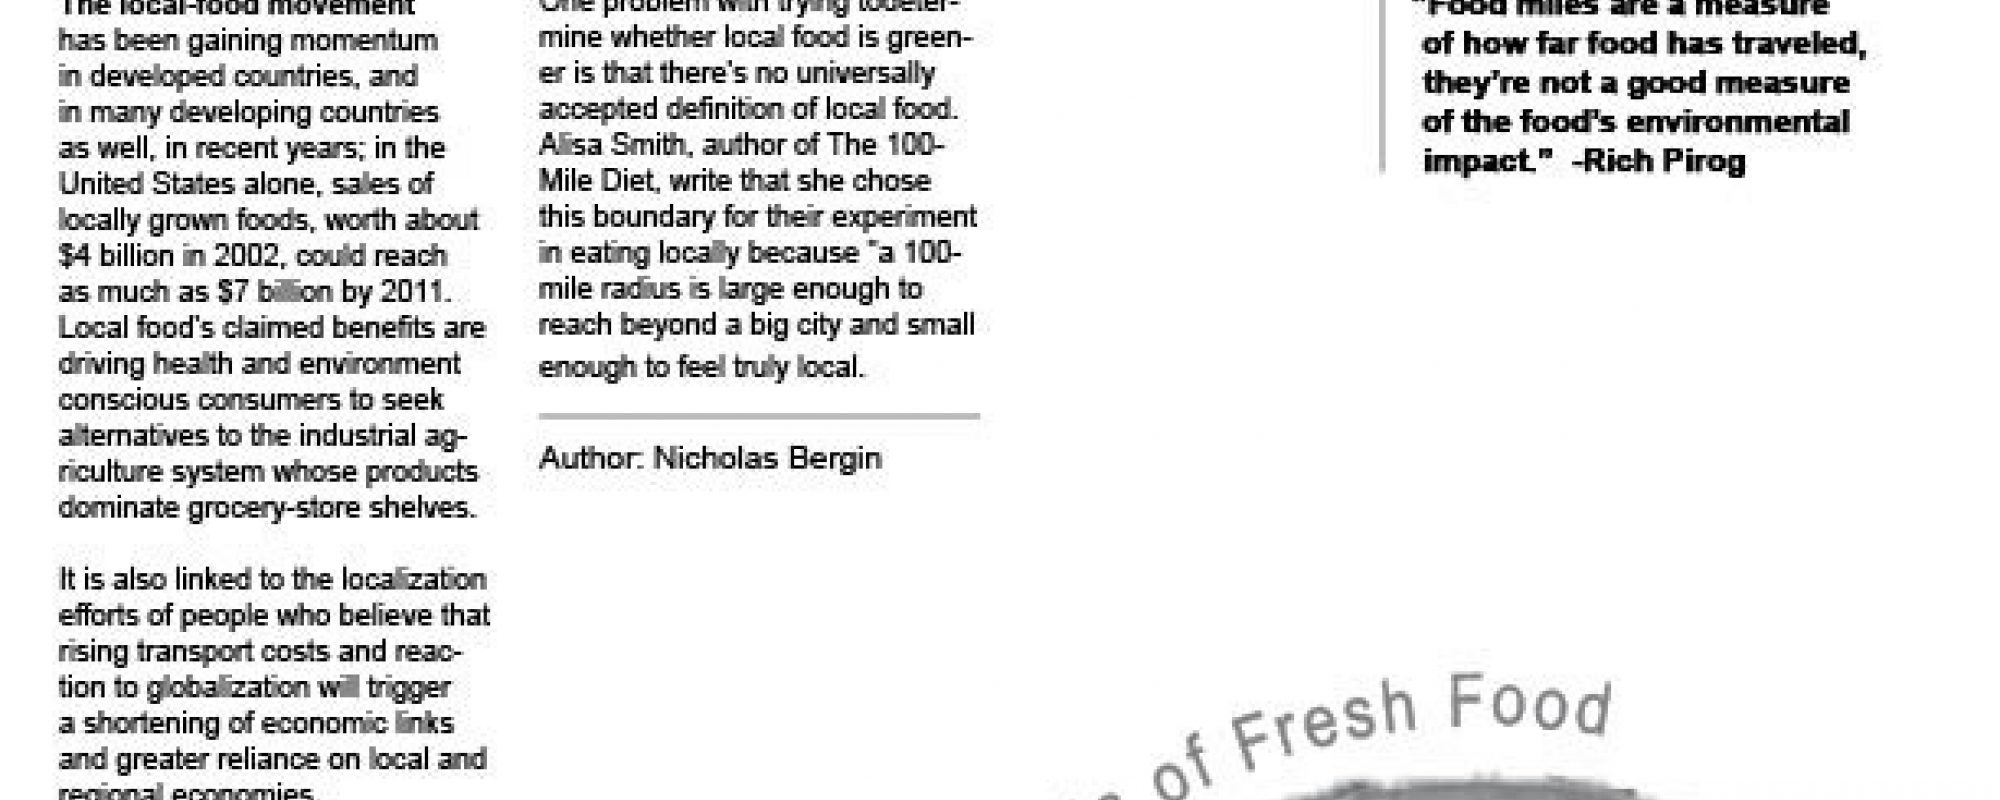 The local-food movement
has been gaining momentum
in developed countries, and
in many developing countries
as well, in recent years; in the
United States alone, sales of
locally grown foods, worth about
$4 billion in 2002, could reach
as much as $7 billion by 2011.
Local food's claimed benefits are
driving health and environment
conscious consumers to seek
alternatives to the industrial ag-
riculture system whose products
dominate grocery-store shelves.
It is also linked to the localization
efforts of people who believe that
rising transport costs and reac-
tion to globalization will trigger
a shortening of economic links
and greater reliance on local and
regional economies.
One problem with trying todeter-
mine whether local food is green-
er is that there's no universally
accepted definition of local food.
Alisa Smith, author of The 100-
Mile Diet, write that she chose
this boundary for their experiment
in eating locally because "a 100-
mile radius is large enough to
reach beyond a big city and small
enough to feel truly local.
Author: Nicholas Bergin
"Food miles are a measure
of how far food has traveled,
they're not a good measure
of the food's environmental
impact." -Rich Pirog
of Fresh Food